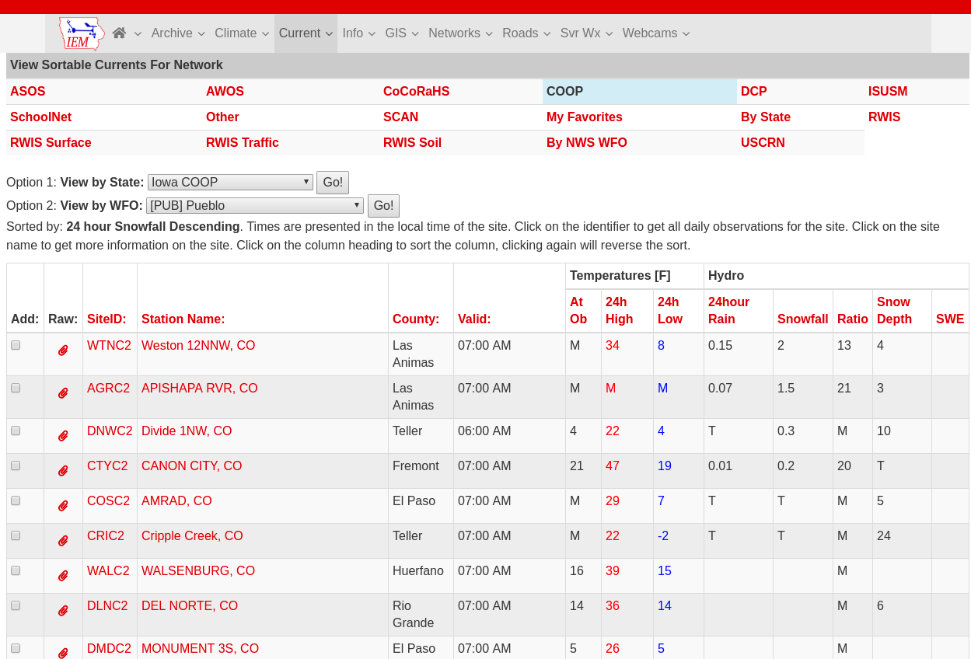 IEM Archive Climate Current Info GIS Networks Roads Svr Wx Webcams
View Sortable Currents For Network
ASOS AWOS CoCoRaHS COOP DCP ISUSM
SchoolNet Other SCAN My Favorites By State RWIS
RWIS Surface RWIS Traffic RWIS Soil By NWS WFO USCRN
Option 1: View by State: Iowa COOP Go!
Option 2: View by WFO: [PUB] Pueblo Go!
Sorted by: 24 hour Snowfall Descending. Times are presented in the local time of the site. Click on the identifier to get all daily observations for the site. Click on the site
name to get more information on the site. Click on the column heading to sort the column, clicking again will reverse the sort.
Temperatures [F] Hydro
At 24h 24h 24hour Snow
Add: Raw: SiteID: Station Name: County: Valid: Ob High Low Rain Snowfall Ratio Depth SWE
WTNC2 Weston 12NNW, CO Las 07:00 AM M 34 8 0.15 2 13 4
Animas
AGRC2 APISHAPA RVR, CO Las 07:00 AM M M M 0.07 1.5 21 3
Animas
DNWC2 Divide 1NW, CO Teller 06:00 AM 4 22 4 T 0.3 M 10
CTYC2 CANON CITY, CO Fremont 07:00 AM 21 47 19 0.01 0.2 20 T
COSC2 AMRAD, CO El Paso 07:00 AM M 29 7 T T M 5
CRIC2 Cripple Creek, CO Teller 07:00 AM M 22 -2 T T M 24
WALC2 WALSENBURG, CO Huerfano 07:00 AM 16 39 15 M
DLNC2 DEL NORTE, CO Rio 07:00 AM 14 36 14 M 6
Grande
DMDC2 MONUMENT 3S, CO El Paso 07:00 AM 5 26 5 M